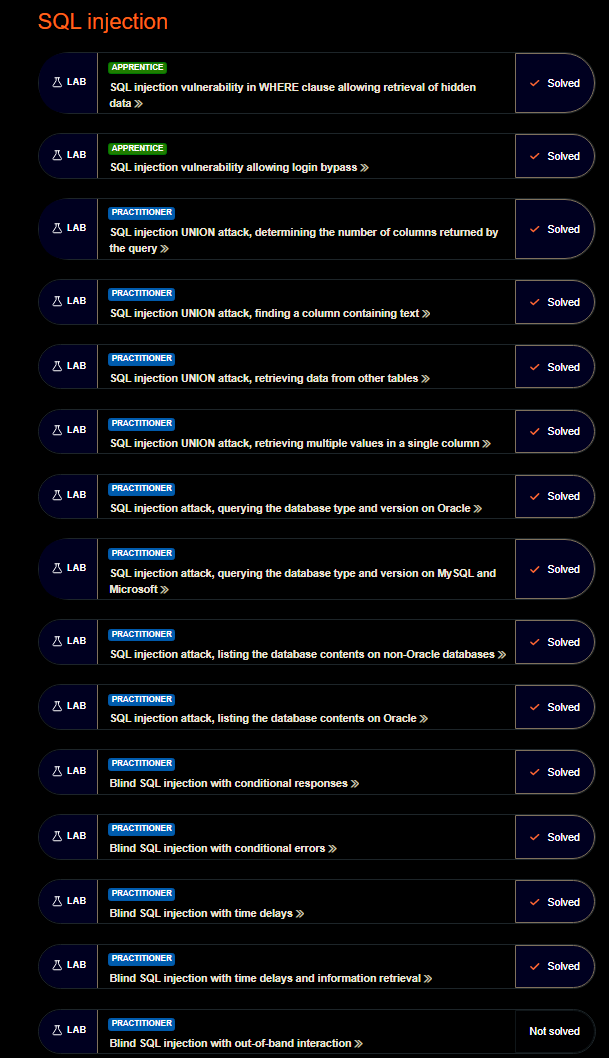 SQL injection
LAB
APPRENTICE
SQL injection vulnerability in WHERE clause allowing retrieval of hidden
data »
Solved
LAB
APPRENTICE
SQL injection vulnerability allowing login bypass »
Solved
LAB
PRACTITIONER
SQL injection UNION attack, determining the number of columns returned by
the query »
Solved
LAB
PRACTITIONER
SQL injection UNION attack, finding a column containing text »
Solved
LAB
PRACTITIONER
SQL injection UNION attack, retrieving data from other tables »
Solved
LAB
PRACTITIONER
SQL injection UNION attack, retrieving multiple values in a single column »
Solved
LAB
PRACTITIONER
SQL injection attack, querying the database type and version on Oracle »
Solved
LAB
PRACTITIONER
SQL injection attack, querying the database type and version on MySQL and
Microsoft »
Solved
LAB
PRACTITIONER
SQL injection attack, listing the database contents on non-Oracle databases »
Solved
LAB
PRACTITIONER
SQL injection attack, listing the database contents on Oracle »
Solved
LAB
PRACTITIONER
Blind SQL injection with conditional responses »
Solved
LAB
PRACTITIONER
Blind SQL injection with conditional errors »
Solved
LAB
PRACTITIONER
Blind SQL injection with time delays »
Solved
LAB
PRACTITIONER
Blind SQL injection with time delays and information retrieval »
Solved
LAB
PRACTITIONER
Blind SQL injection with out-of-band interaction »
Not solved